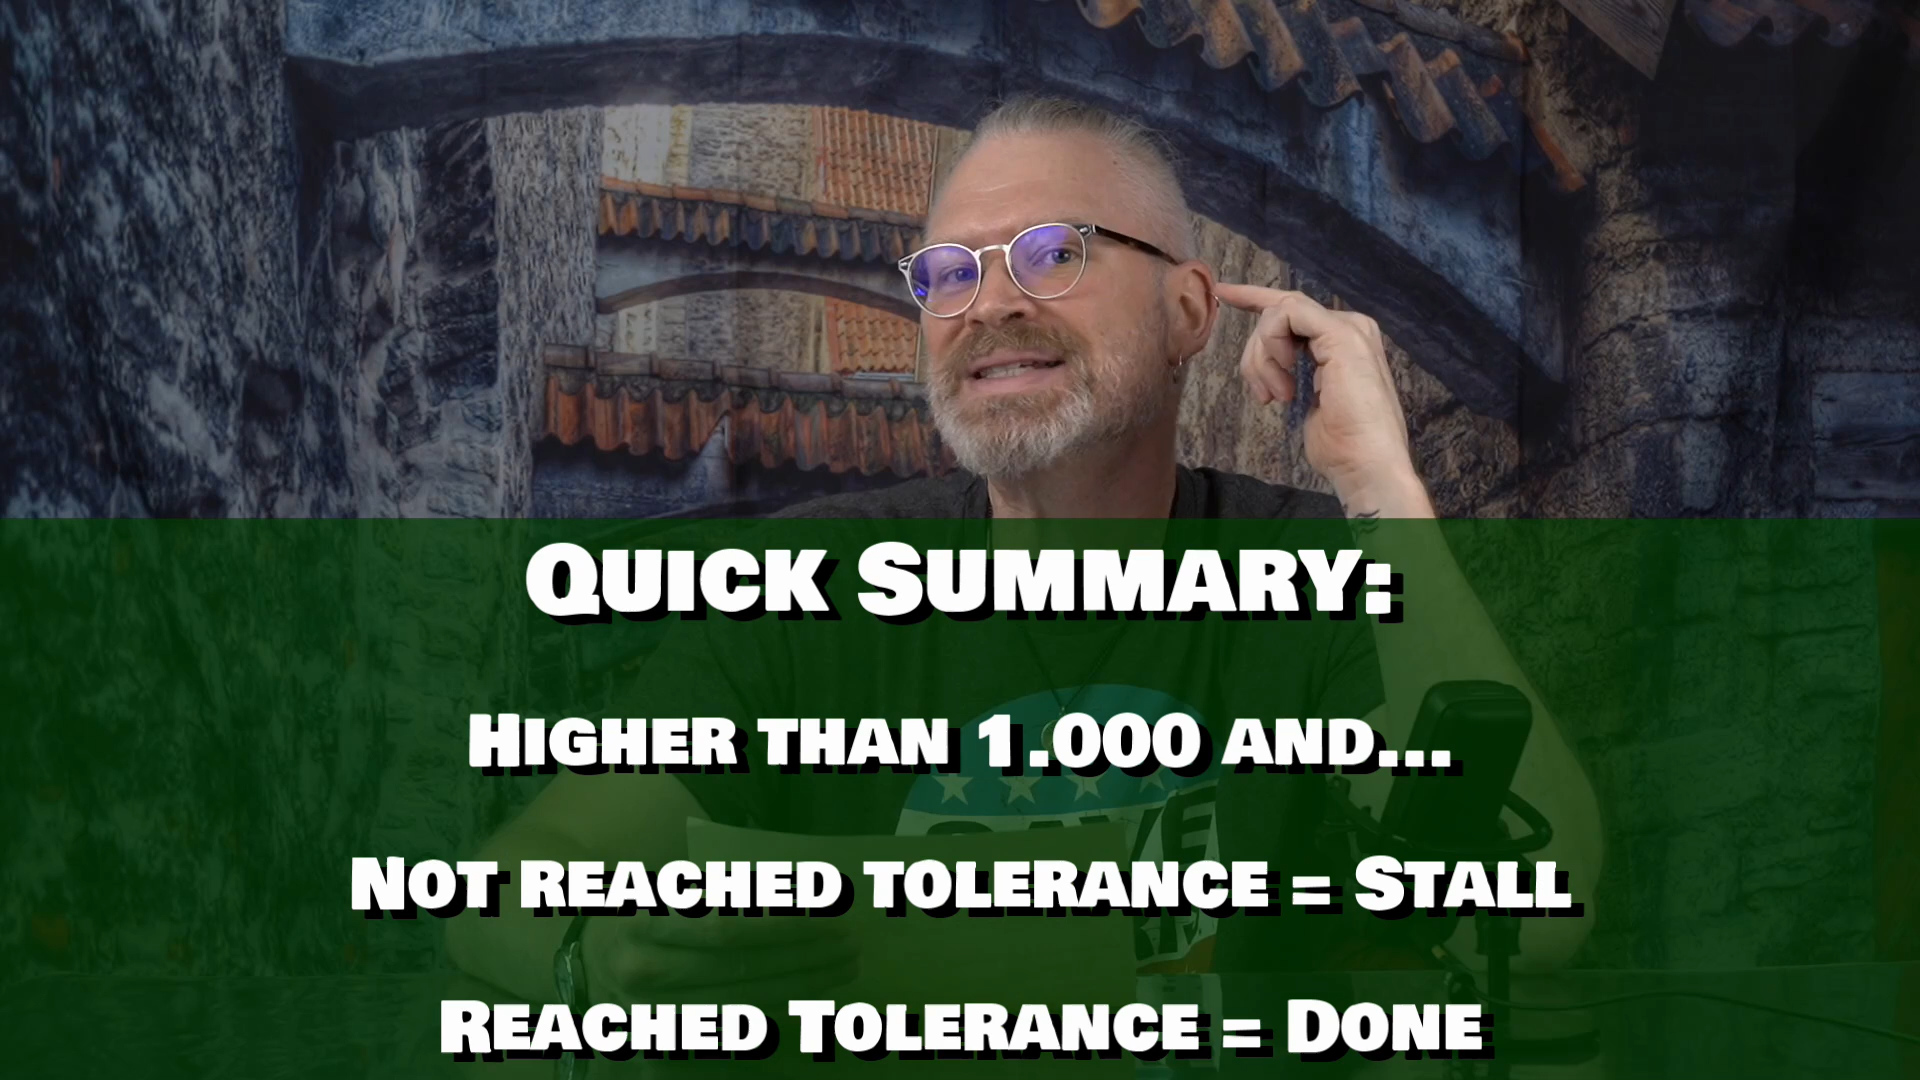 Quick Summary:
Higher than 1.000 and...
Not reached tolerance = Stall
Reached Tolerance = Done